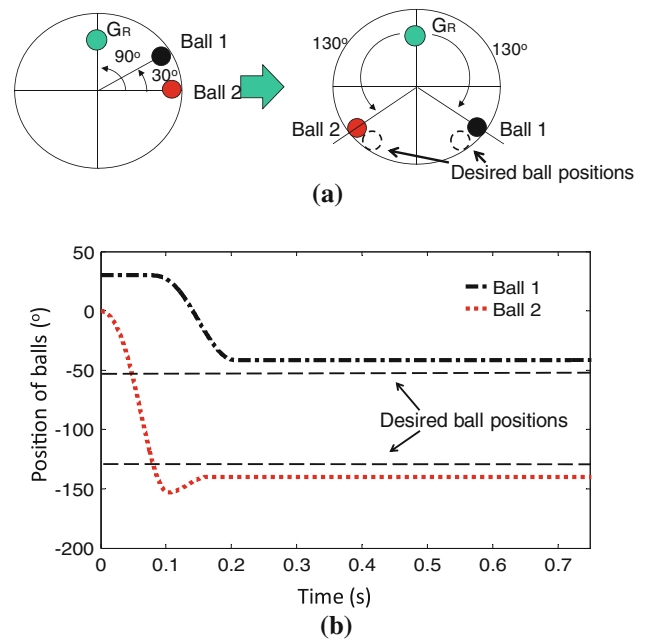 G_R
Ball 1
90°
30°
Ball 2
130°
G_R
130°
Ball 2
Ball 1
Desired ball positions
(a)
50
0
-50
-100
-150
-200
Position of balls (°)
Ball 1
Ball 2
Desired ball positions
0 0.1 0.2 0.3 0.4 0.5 0.6 0.7
Time (s)
(b)